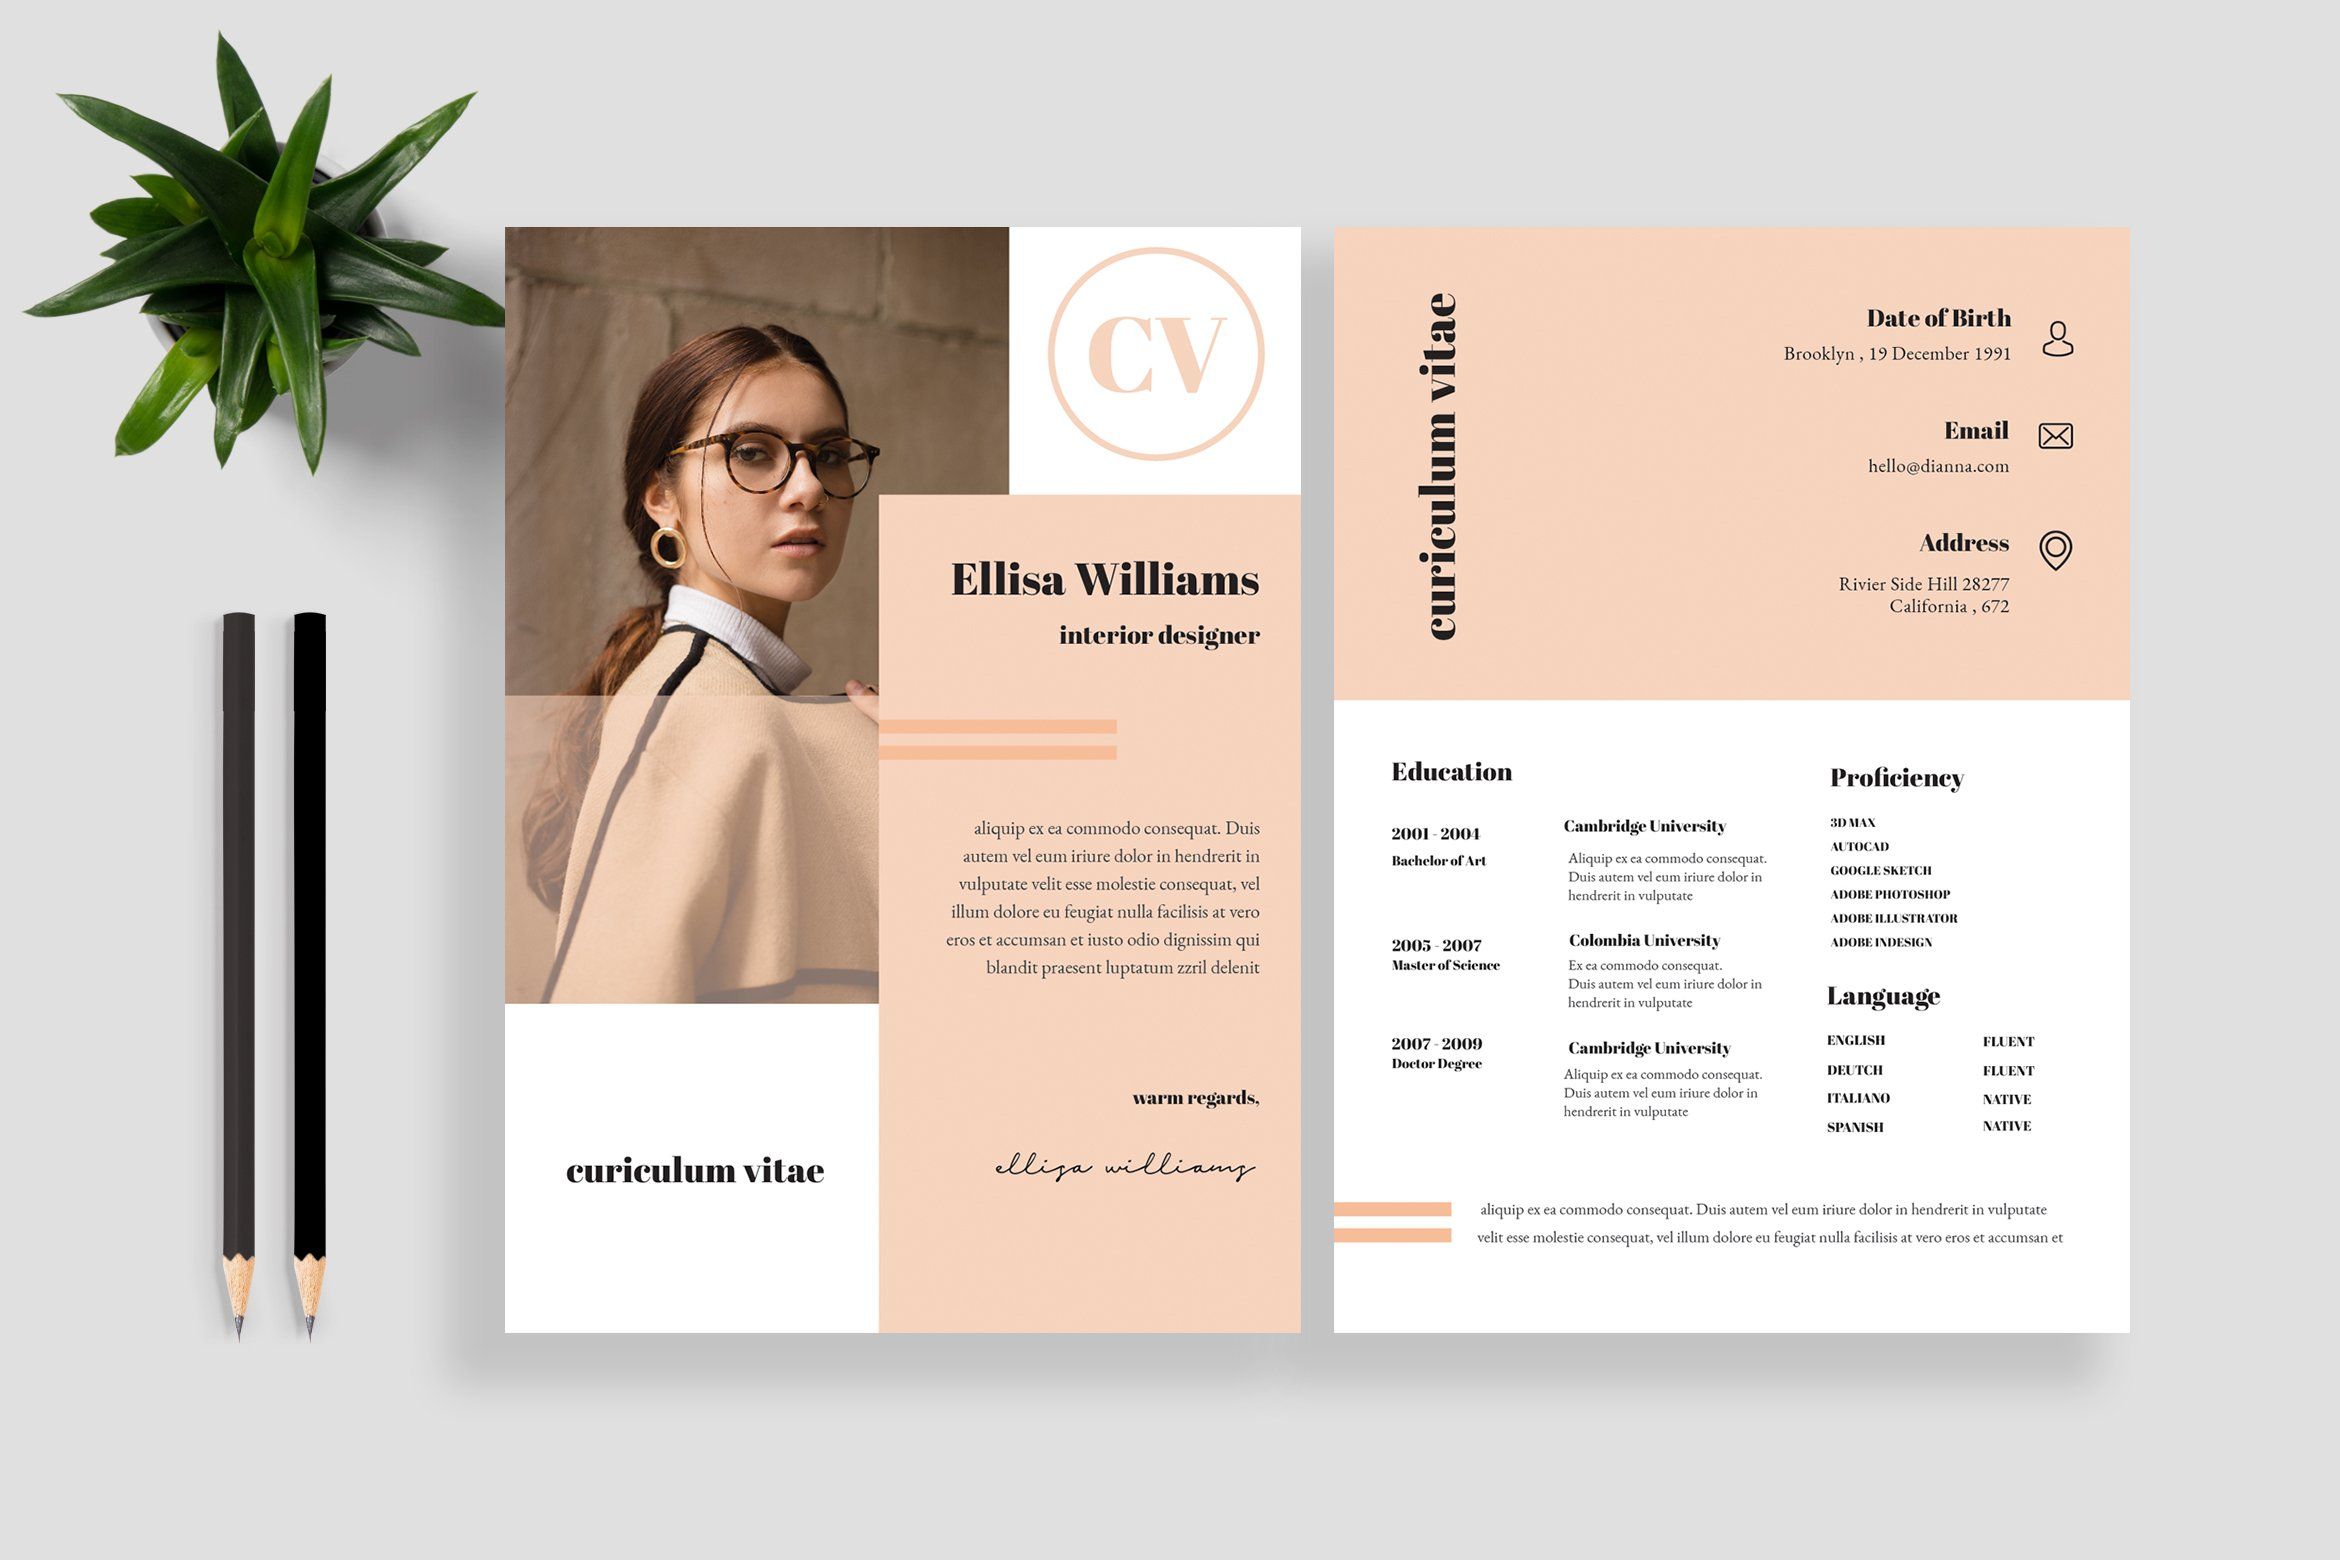 CV
Ellisa Williams
interior designer
aliquip ex ea commodo consequat. Duis
autem vel eum iriure dolor in hendrerit in
vulputate velit esse molestie consequat, vel
illum dolore eu feugiat nulla facilisis at vero
eros et accumsan et iusto odio dignissim qui
blandit praesent luptatum zzril delenit
warm regards,
ellisa williams
curiculum vitae
curiculum vitae
Date of Birth
Brooklyn , 19 December 1991
Email
hello@dianna.com
Address
Rivier Side Hill 28277
California , 672
Education
2001 - 2004
Bachelor of Art
Cambridge University
Aliquip ex ea commodo consequat.
Duis autem vel eum iriure dolor in
hendrerit in vulputate
2005 - 2007
Master of Science
Colombia University
Ex ea commodo consequat.
Duis autem vel eum iriure dolor in
hendrerit in vulputate
2007 - 2009
Doctor Degree
Cambridge University
Aliquip ex ea commodo consequat.
Duis autem vel eum iriure dolor in
hendrerit in vulputate
Proficiency
3D MAX
AUTOCAD
GOOGLE SKETCH
ADOBE PHOTOSHOP
ADOBE ILLUSTRATOR
ADOBE INDESIGN
Language
ENGLISH FLUENT
DEUTCH FLUENT
ITALIANO NATIVE
SPANISH NATIVE
aliquip ex ea commodo consequat. Duis autem vel eum iriure dolor in hendrerit in vulputate
velit esse molestie consequat, vel illum dolore eu feugiat nulla facilisis at vero eros et accumsan et